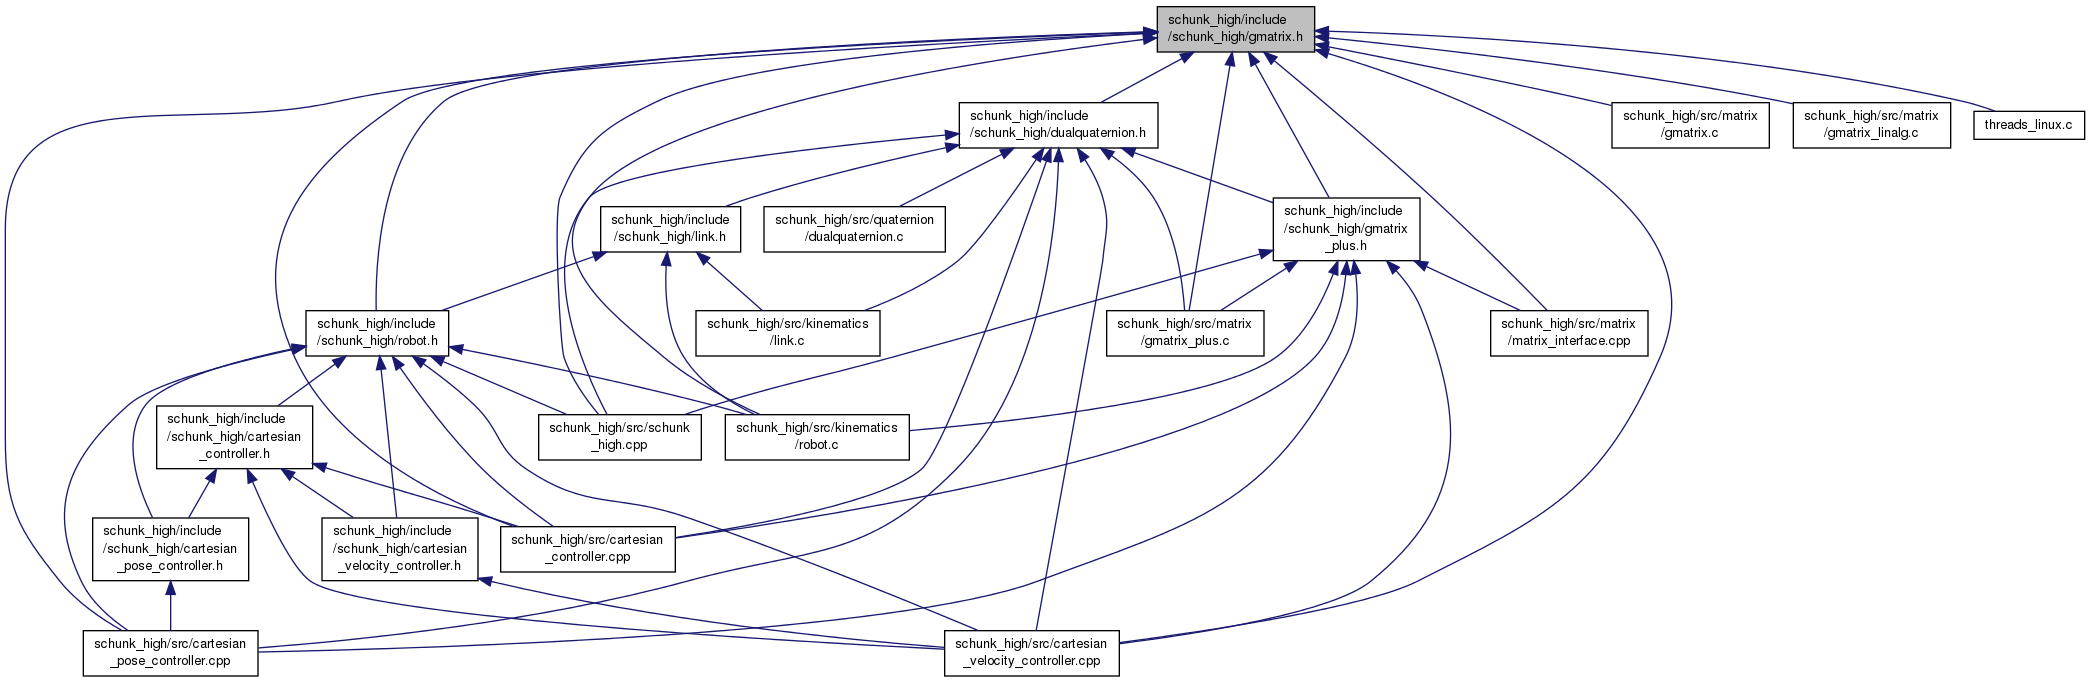 schunk_high/include
/schunk_high/gmatrix.h
schunk_high/include
/schunk_high/dualquaternion.h
schunk_high/src/matrix
/gmatrix.c
schunk_high/src/matrix
/gmatrix_linalg.c
threads_linux.c
schunk_high/include
/schunk_high/link.h
schunk_high/src/quaternion
/dualquaternion.c
schunk_high/include
/schunk_high/gmatrix
_plus.h
schunk_high/include
/schunk_high/robot.h
schunk_high/src/kinematics
/link.c
schunk_high/src/matrix
/gmatrix_plus.c
schunk_high/src/matrix
/matrix_interface.cpp
schunk_high/include
/schunk_high/cartesian
_controller.h
schunk_high/src/schunk
_high.cpp
schunk_high/src/kinematics
/robot.c
schunk_high/include
/schunk_high/cartesian
_pose_controller.h
schunk_high/include
/schunk_high/cartesian
_velocity_controller.h
schunk_high/src/cartesian
_controller.cpp
schunk_high/src/cartesian
_pose_controller.cpp
schunk_high/src/cartesian
_velocity_controller.cpp